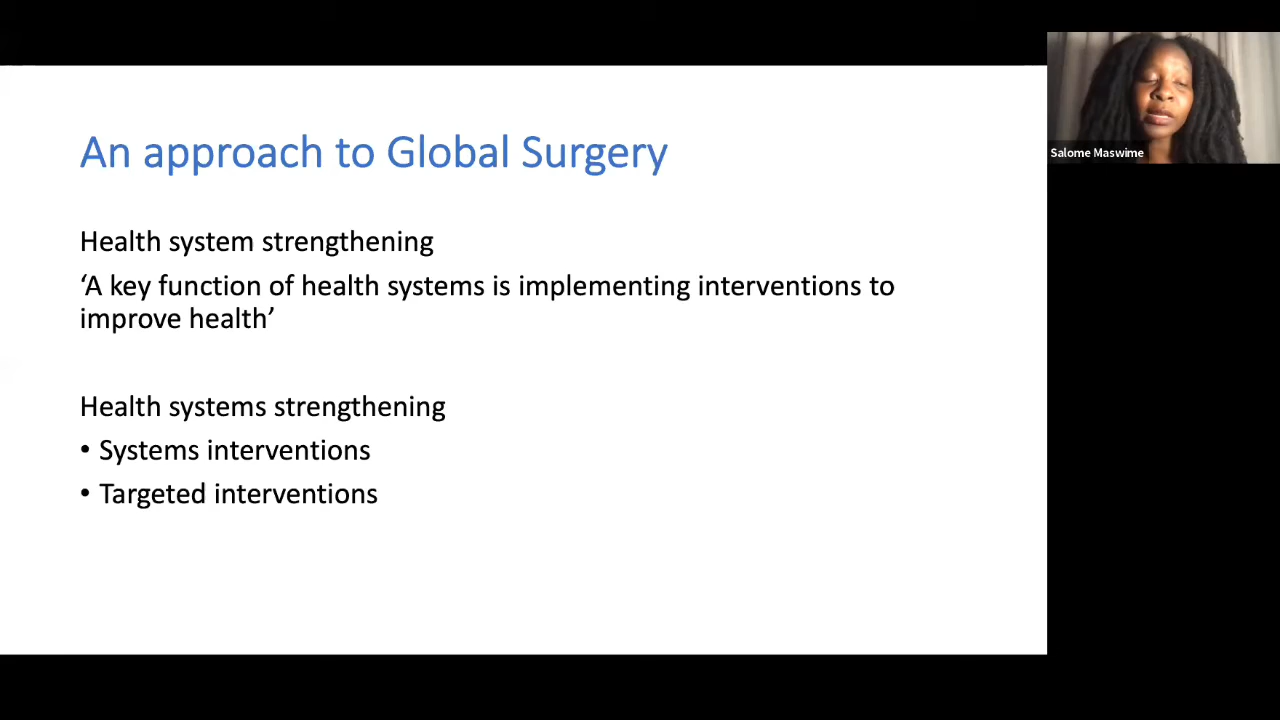 An approach to Global Surgery
Health system strengthening
‘A key function of health systems is implementing interventions to
improve health’
Health systems strengthening
• Systems interventions
• Targeted interventions
Salome Maswime